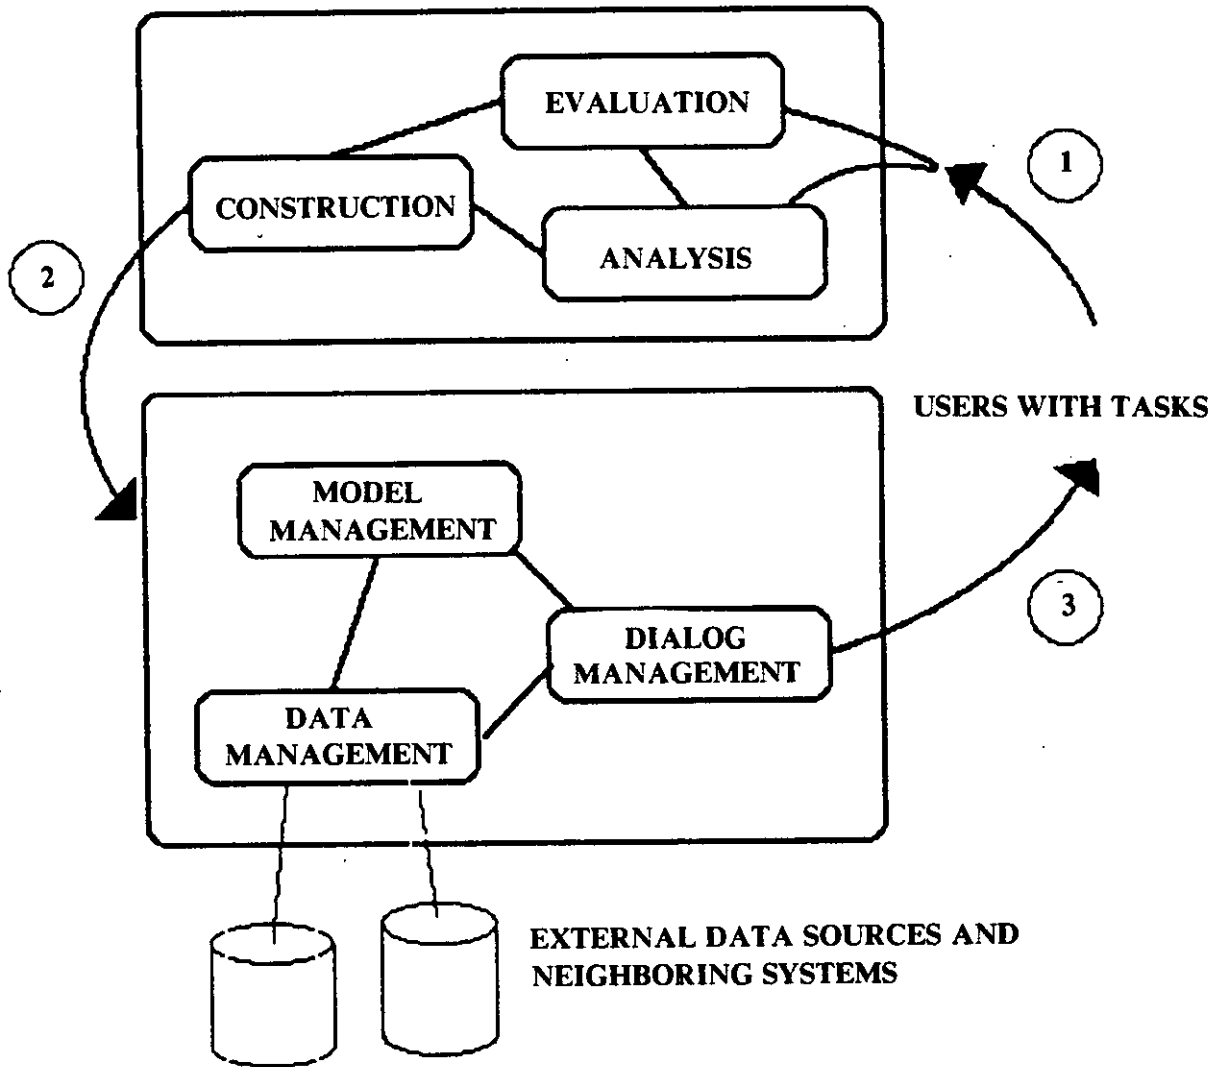 EVALUATION
1
CONSTRUCTION
ANALYSIS
2
USERS WITH TASKS
MODEL
MANAGEMENT
3
DIALOG
MANAGEMENT
DATA
MANAGEMENT
EXTERNAL DATA SOURCES AND
NEIGHBORING SYSTEMS